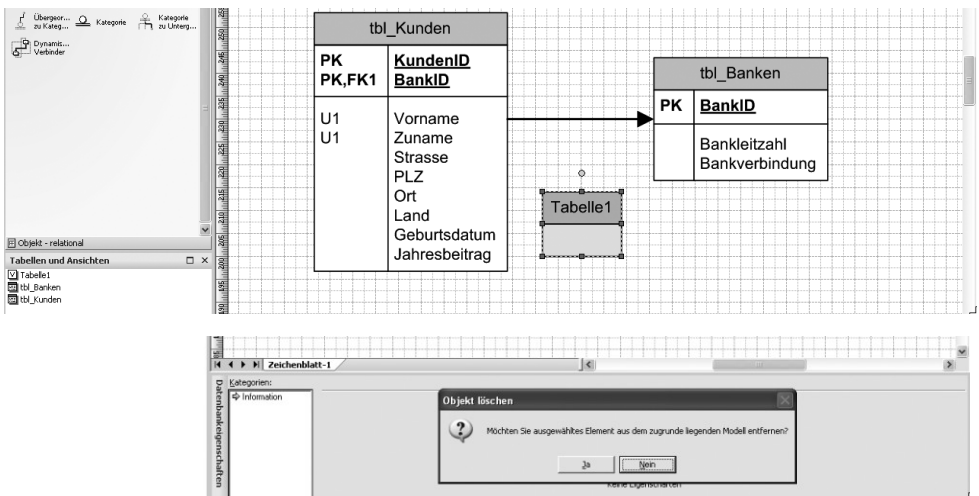 Übergeor... zu Kateg...
Kategorie
Kategorie zu Unterg...
Dynamis... Verbinder
Objekt - relational
Tabellen und Ansichten
Tabelle1
tbl_Banken
tbl_Kunden
tbl_Kunden
PK KundenID
PK,FK1 BankID
U1 Vorname
U1 Zuname
Strasse
PLZ
Ort
Land
Geburtsdatum
Jahresbeitrag
tbl_Banken
PK BankID
Bankleitzahl
Bankverbindung
Tabelle1
Zeichenblatt-1
Datenbankeigenschaften
Kategorien:
Information
Objekt löschen
Möchten Sie ausgewähltes Element aus dem zugrunde liegenden Modell entfernen?
Ja
Nein
Keine Eigenschaften